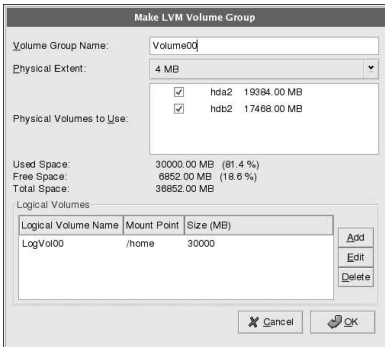 Make LVM Volume Group
Volume Group Name: Volume00
Physical Extent: 4 MB
Physical Volumes to Use:
hda2 19384.00 MB
hdb2 17468.00 MB
Used Space: 30000.00 MB (81.4 %)
Free Space: 6852.00 MB (18.6 %)
Total Space: 36852.00 MB
Logical Volumes
Logical Volume Name Mount Point Size (MB)
LogVol00 /home 30000
Add
Edit
Delete
Cancel OK